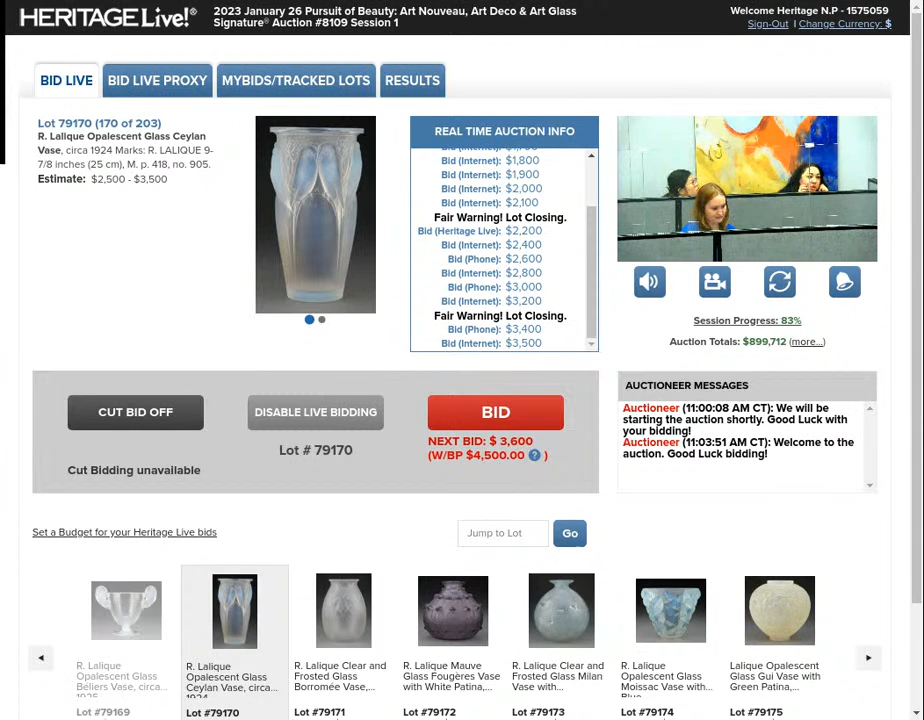 HERITAGE Live!®
2023 January 26 Pursuit of Beauty: Art Nouveau, Art Deco & Art Glass
Signature® Auction #8109 Session 1
Welcome Heritage N.P - 1575059
Sign-Out | Change Currency: $
BID LIVE
BID LIVE PROXY
MYBIDS/TRACKED LOTS
RESULTS
Lot 79170 (170 of 203)
R. Lalique Opalescent Glass Ceylan
Vase, circa 1924 Marks: R. LALIQUE 9-
7/8 inches (25 cm), M. p. 418, no. 905.
Estimate: $2,500 - $3,500
REAL TIME AUCTION INFO
Bid (Internet): $1,800
Bid (Internet): $1,900
Bid (Internet): $2,000
Bid (Internet): $2,100
Fair Warning! Lot Closing.
Bid (Heritage Live): $2,200
Bid (Internet): $2,400
Bid (Phone): $2,600
Bid (Internet): $2,800
Bid (Phone): $3,000
Bid (Internet): $3,200
Fair Warning! Lot Closing.
Bid (Phone): $3,400
Bid (Internet): $3,500
Session Progress: 83%
Auction Totals: $899,712 (more...)
CUT BID OFF
Cut Bidding unavailable
DISABLE LIVE BIDDING
Lot # 79170
BID
NEXT BID: $ 3,600
(W/BP $4,500.00 ? )
AUCTIONEER MESSAGES
Auctioneer (11:00:08 AM CT): We will be
starting the auction shortly. Good Luck with
your bidding!
Auctioneer (11:03:51 AM CT): Welcome to the
auction. Good Luck bidding!
Set a Budget for your Heritage Live bids
Jump to Lot
Go
R. Lalique
Opalescent Glass
Béliers Vase, circa...
1925
Lot #79169
R. Lalique
Opalescent Glass
Ceylan Vase, circa...
1924
Lot #79170
R. Lalique Clear and
Frosted Glass
Borromée Vase,...
Lot #79171
R. Lalique Mauve
Glass Fougères Vase
with White Patina,...
Lot #79172
R. Lalique Clear and
Frosted Glass Milan
Vase with...
Lot #79173
R. Lalique
Opalescent Glass
Moissac Vase with...
Blue
Lot #79174
Lalique Opalescent
Glass Gui Vase with
Green Patina,...
Lot #79175